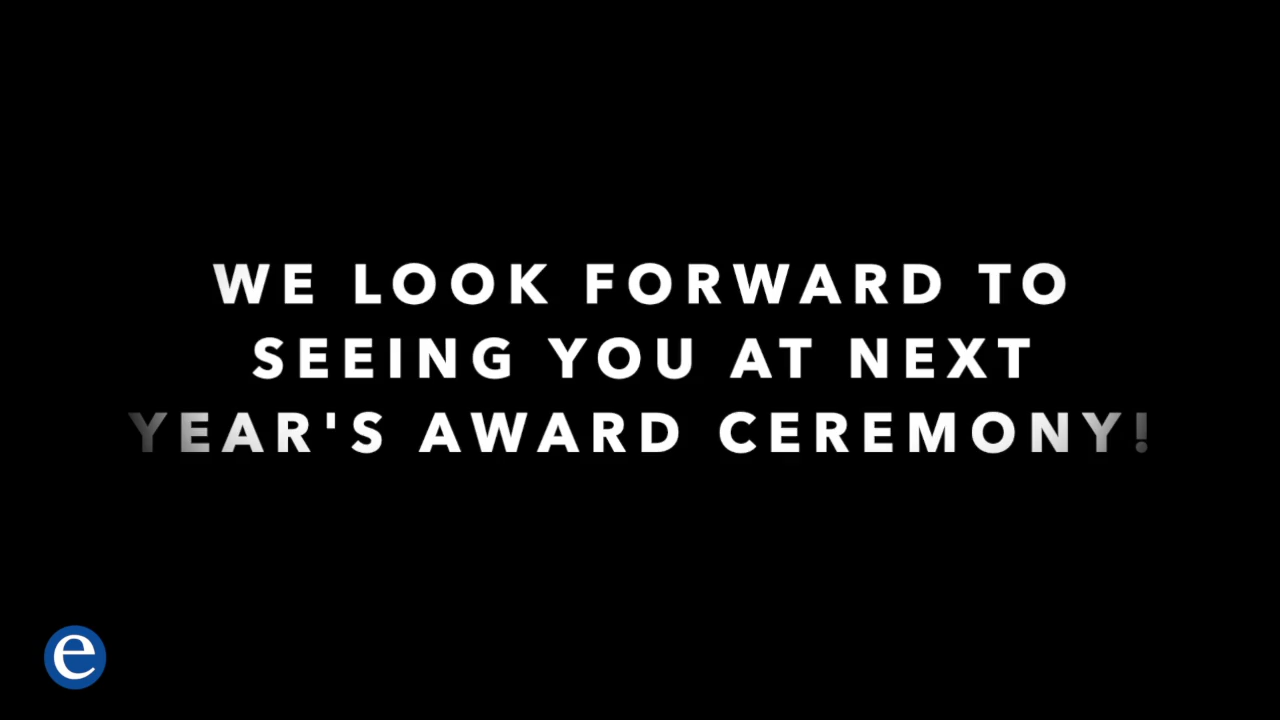 WE LOOK FORWARD TO
SEEING YOU AT NEXT
YEAR'S AWARD CEREMONY!
e